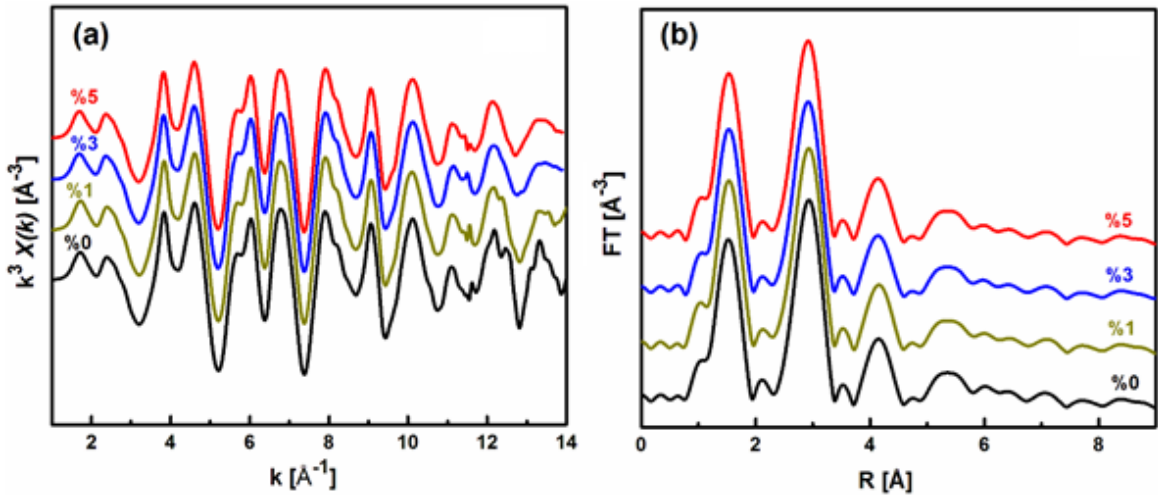 (a)
k³ X(k) [Å⁻³]
%5
%3
%1
%0
2 4 6 8 10 12 14
k [Å⁻¹]
(b)
FT [Å⁻³]
%5
%3
%1
%0
0 2 4 6 8
R [Å]